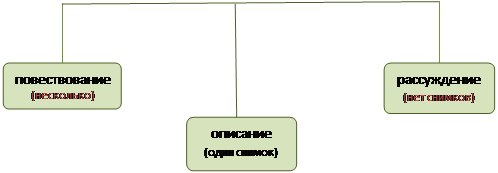 повествование
(несколько)
рассуждение
(нет снимков)
описание
(один снимок)